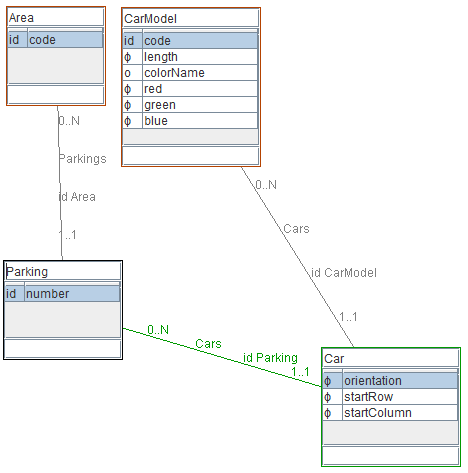 Area
id code
CarModel
id code
ϕ length
o colorName
ϕ red
ϕ green
ϕ blue
0..N
Parkings
id Area
1..1
0..N
Cars
id CarModel
1..1
Parking
id number
0..N
Cars
id Parking
1..1
Car
ϕ orientation
ϕ startRow
ϕ startColumn